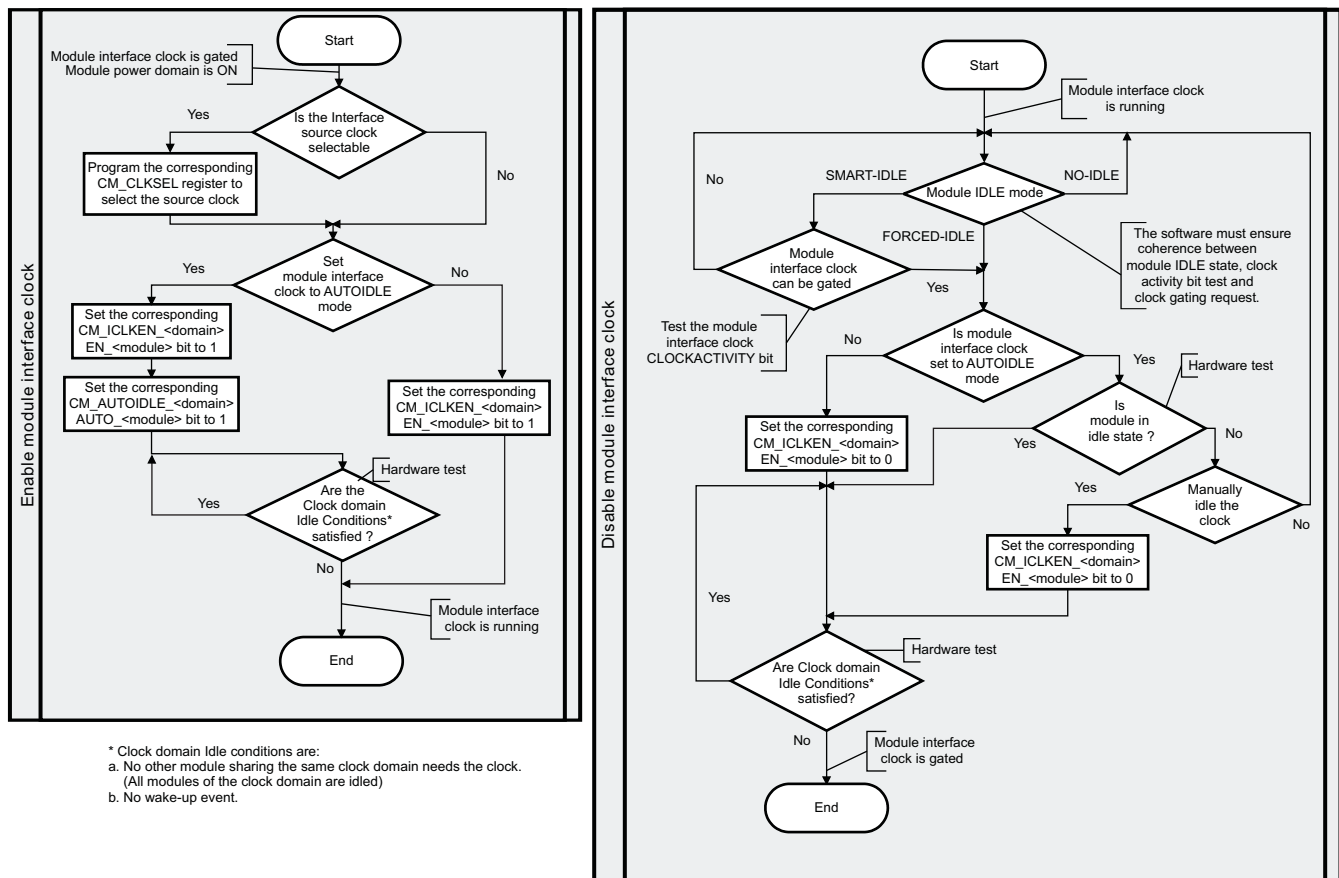 Enable module interface clock
Start
Module interface clock is gated
Module power domain is ON
Is the Interface
source clock
selectable
Yes
No
Program the corresponding
CM_CLKSEL register to
select the source clock
Set
module interface
clock to AUTOIDLE
mode
Yes
No
Set the corresponding
CM_ICLKEN_<domain>
EN_<module> bit to 1
Set the corresponding
CM_AUTOIDLE_<domain>
AUTO_<module> bit to 1
Set the corresponding
CM_ICLKEN_<domain>
EN_<module> bit to 1
Hardware test
Are the
Clock domain
Idle Conditions*
satisfied ?
Yes
No
Module interface
clock is running
End
* Clock domain Idle conditions are:
a. No other module sharing the same clock domain needs the clock.
(All modules of the clock domain are idled)
b. No wake-up event.
Disable module interface clock
Start
Module interface clock
is running
Module IDLE mode
SMART-IDLE
NO-IDLE
No
FORCED-IDLE
The software must ensure
coherence between
module IDLE state, clock
activity bit test and
clock gating request.
Module
interface clock
can be gated
Yes
Test the module
interface clock
CLOCKACTIVITY bit
Is module
interface clock
set to AUTOIDLE
mode
No
Yes
Hardware test
Is
module in
idle state ?
Yes
No
Set the corresponding
CM_ICLKEN_<domain>
EN_<module> bit to 0
Manually
idle the
clock
Yes
No
Set the corresponding
CM_ICLKEN_<domain>
EN_<module> bit to 0
Yes
Hardware test
Are Clock domain
Idle Conditions*
satisfied?
No
Module interface
clock is gated
End